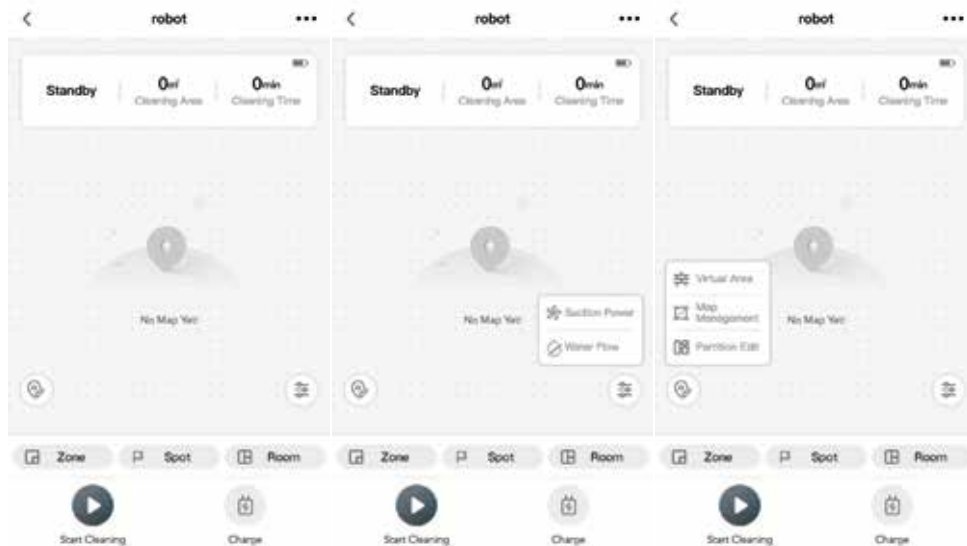 robot
Standby
0㎡
Cleaning Area
0min
Cleaning Time
No Map Yet
Zone
Spot
Room
Start Cleaning
Charge
robot
Standby
0㎡
Cleaning Area
0min
Cleaning Time
No Map Yet
Suction Power
Water Flow
Zone
Spot
Room
Start Cleaning
Charge
robot
Standby
0㎡
Cleaning Area
0min
Cleaning Time
Virtual Area
Map
Management
Partition Edit
No Map Yet
Zone
Spot
Room
Start Cleaning
Charge